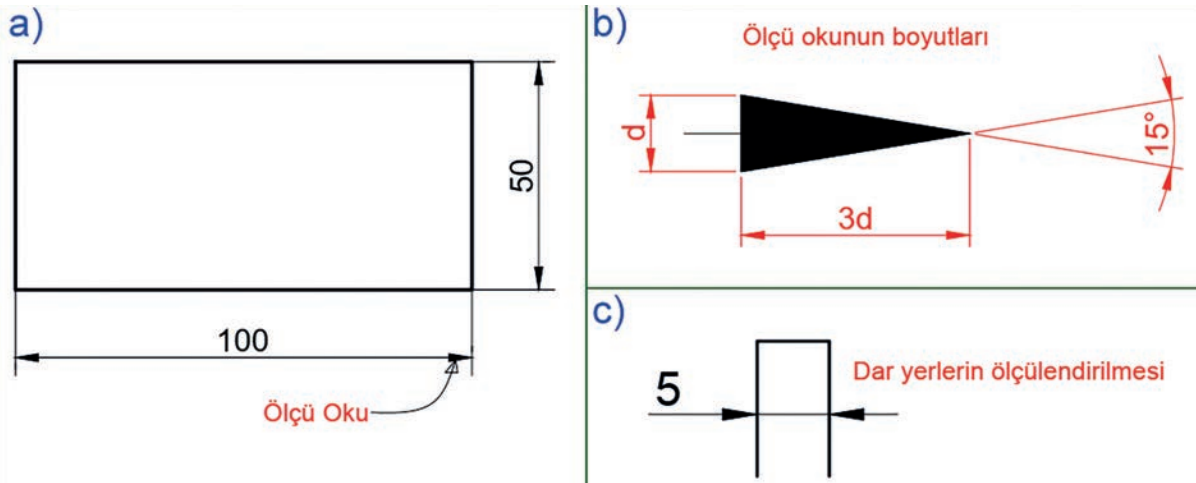 a)
50
100
Ölçü Oku
b)
Ölçü okunun boyutları
d
15°
3d
c)
5
Dar yerlerin ölçülendirilmesi